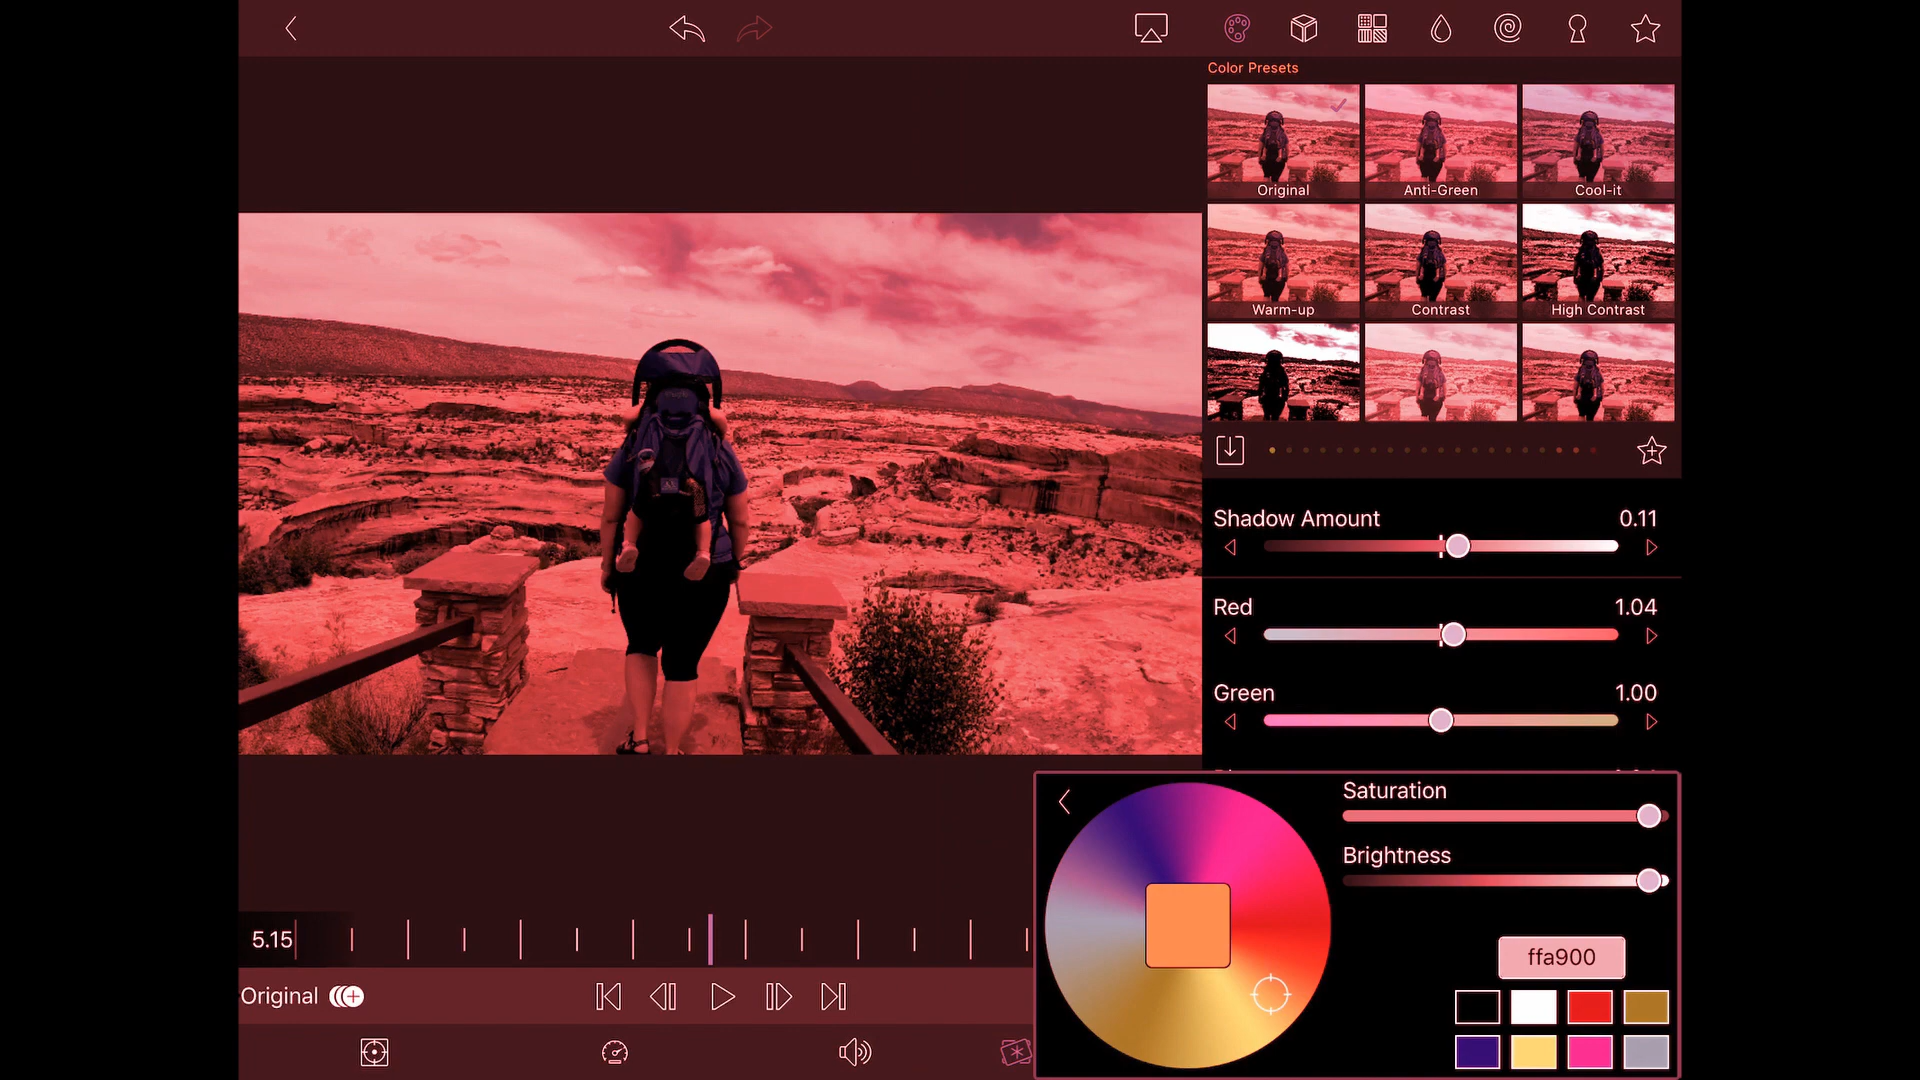 Color Presets
Original
Anti-Green
Cool-it
Warm-up
Contrast
High Contrast
Shadow Amount
0.11
Red
1.04
Green
1.00
Saturation
Brightness
ffa900
5.15
Original